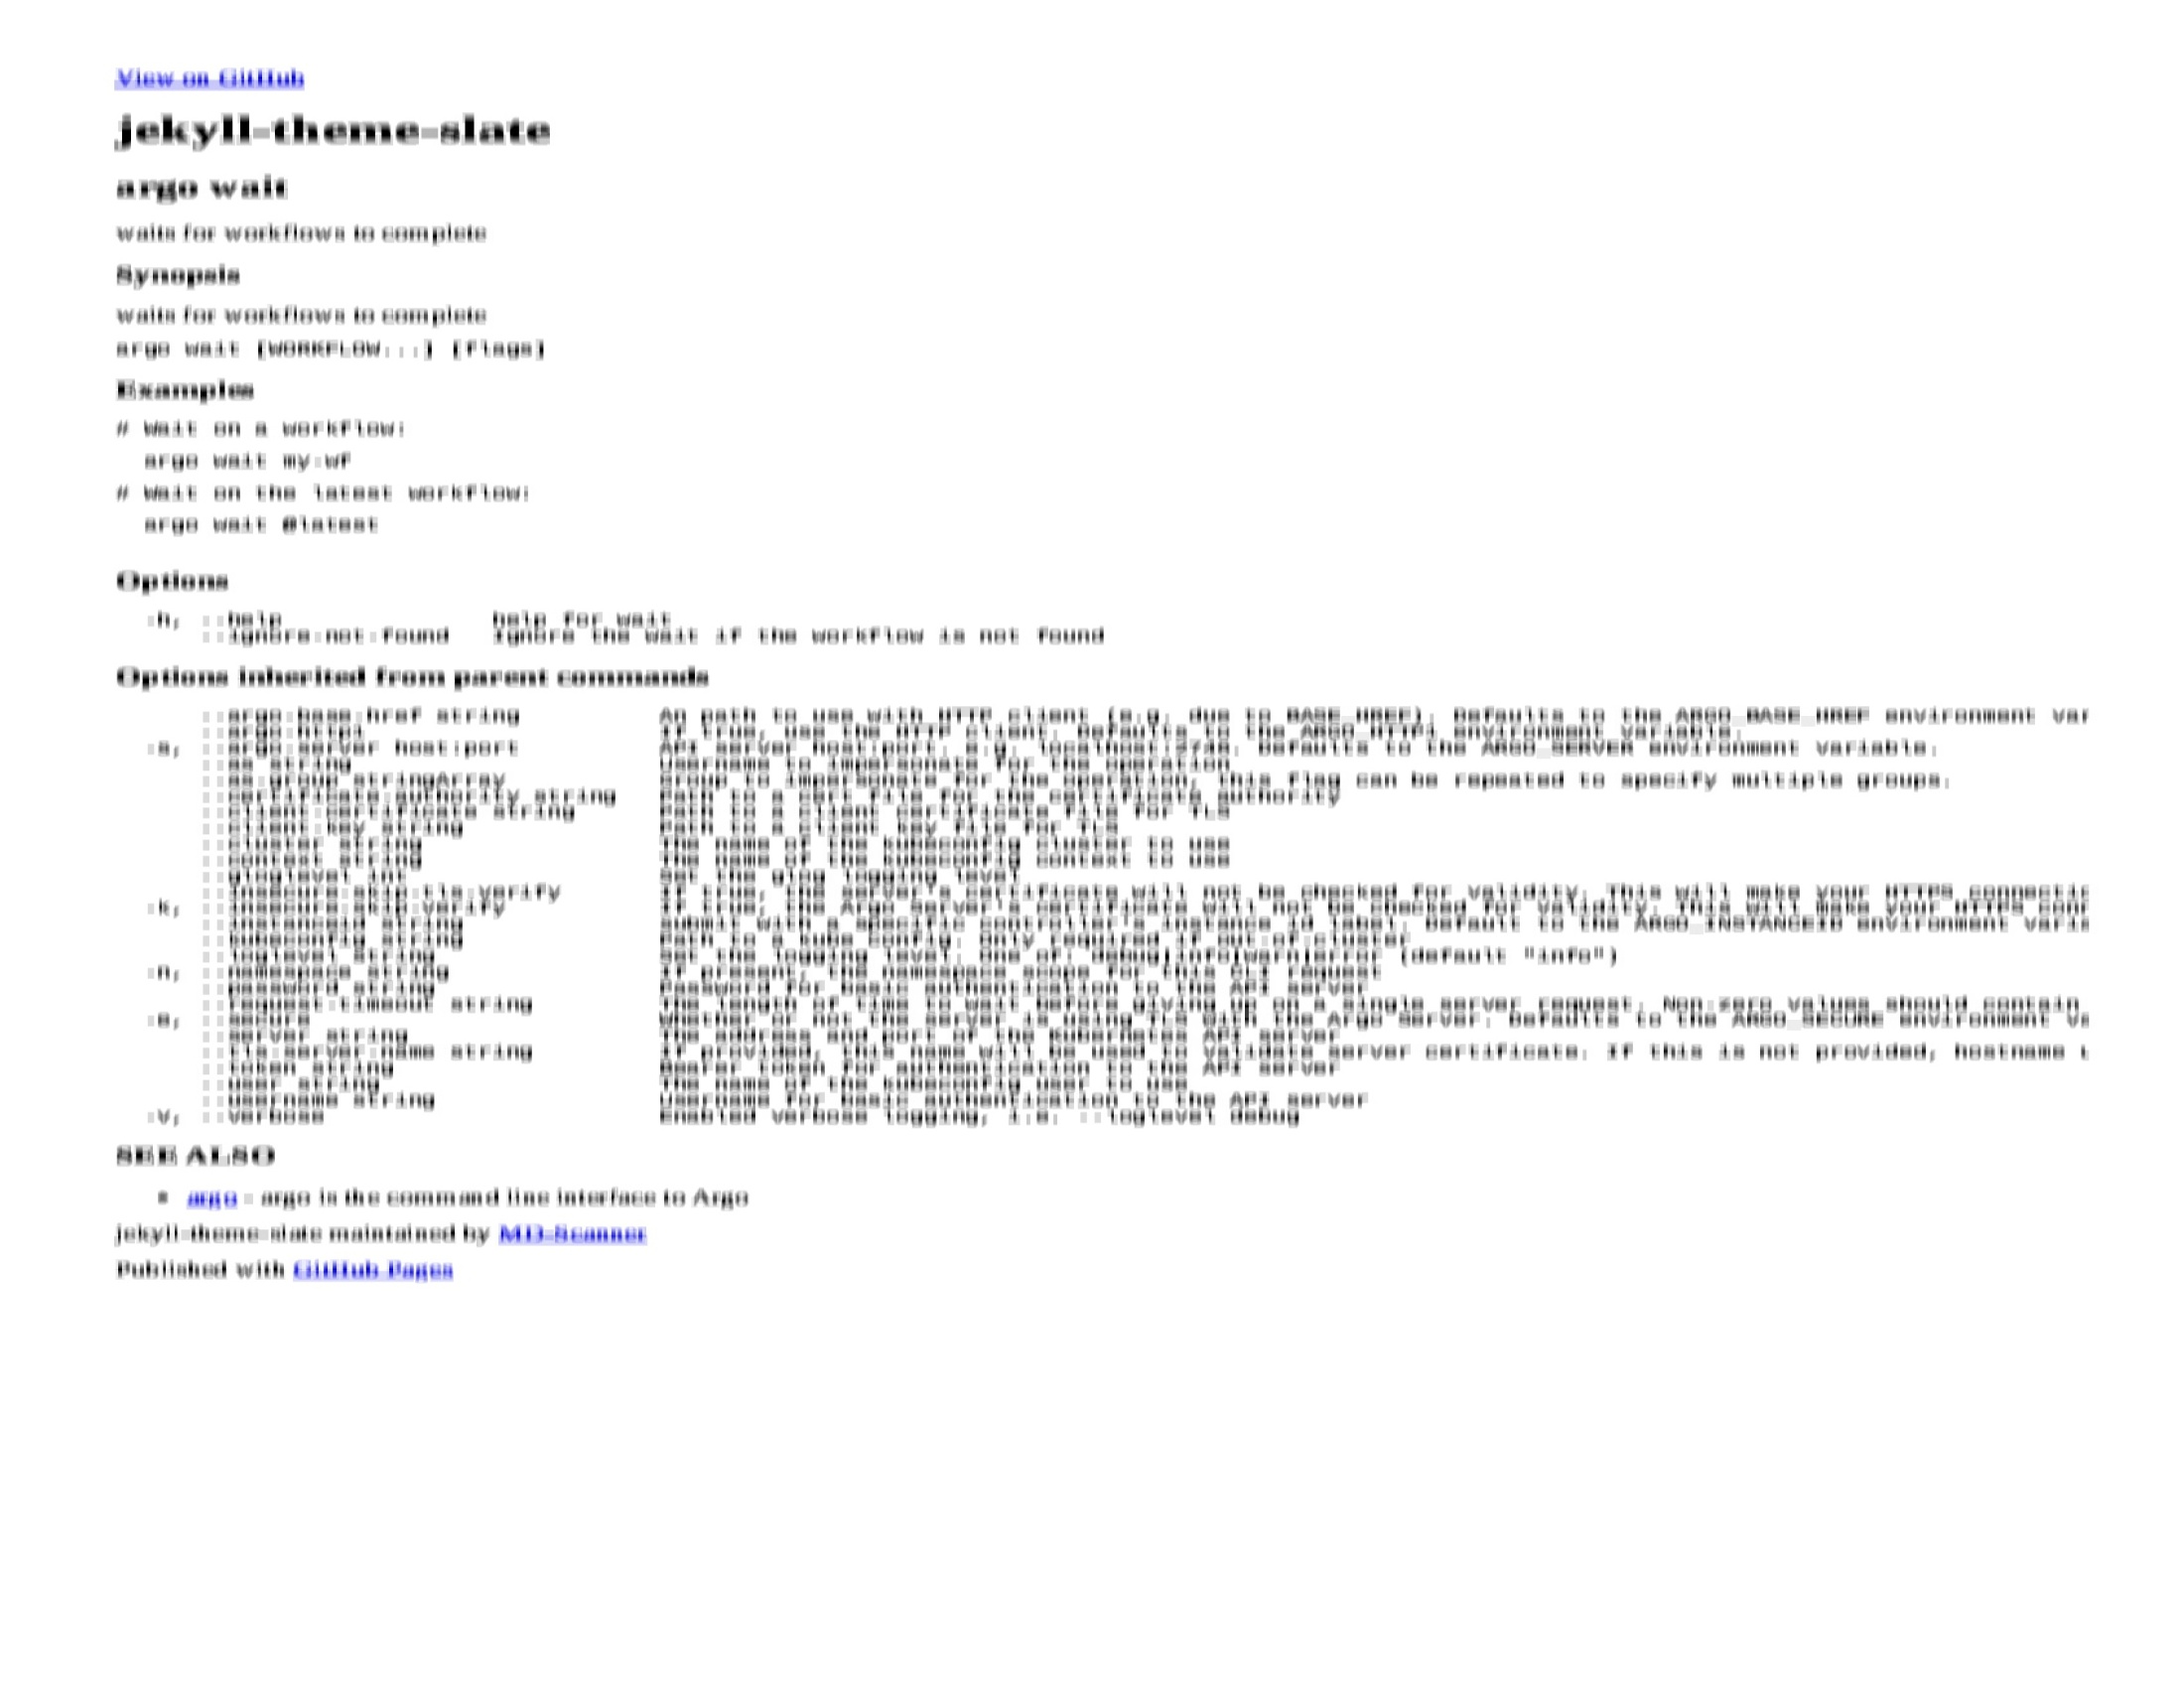 View on GitHub
jekyll-theme-slate
argo wait
waits for workflows to complete
Synopsis
waits for workflows to complete
argo wait [WORKFLOW...] [flags]
Examples
# Wait on a workflow:
  argo wait my-wf
# Wait on the latest workflow:
  argo wait @latest
Options
  -h, --help               help for wait
      --ignore-not-found   Ignore the wait if the workflow is not found
Options inherited from parent commands
      --argo-base-href string          An path to use with HTTP client (e.g. due to BASE_HREF). Defaults to the ARGO_BASE_HREF environment var
      --argo-http1                     If true, use the HTTP client. Defaults to the ARGO_HTTP1 environment variable.
  -s, --argo-server host:port          API server host:port. e.g. localhost:2746. Defaults to the ARGO_SERVER environment variable.
      --as string                      Username to impersonate for the operation
      --as-group stringArray           Group to impersonate for the operation, this flag can be repeated to specify multiple groups.
      --certificate-authority string   Path to a cert file for the certificate authority
      --client-certificate string      Path to a client certificate file for TLS
      --client-key string              Path to a client key file for TLS
      --cluster string                 The name of the kubeconfig cluster to use
      --context string                 The name of the kubeconfig context to use
      --gloglevel int                  Set the glog logging level
      --insecure-skip-tls-verify       If true, the server's certificate will not be checked for validity. This will make your HTTPS connectio
  -k, --insecure-skip-verify           If true, the Argo Server's certificate will not be checked for validity. This will make your HTTPS conn
      --instanceid string              submit with a specific controller's instance id label. Default to the ARGO_INSTANCEID environment varia
      --kubeconfig string              Path to a kube config. Only required if out-of-cluster
      --loglevel string                Set the logging level. One of: debug|info|warn|error (default "info")
  -n, --namespace string               If present, the namespace scope for this CLI request
      --password string                Password for basic authentication to the API server
      --request-timeout string         The length of time to wait before giving up on a single server request. Non-zero values should contain
  -e, --secure                         Whether or not the server is using TLS with the Argo Server. Defaults to the ARGO_SECURE environment va
      --server string                  The address and port of the Kubernetes API server
      --tls-server-name string         If provided, this name will be used to validate server certificate. If this is not provided, hostname
      --token string                   Bearer token for authentication to the API server
      --user string                    The name of the kubeconfig user to use
      --username string                Username for basic authentication to the API server
  -v, --verbose                        Enabled verbose logging, i.e. --loglevel debug
SEE ALSO
• argo - argo is the command line interface to Argo
jekyll-theme-slate maintained by MD-Scanner
Published with GitHub Pages